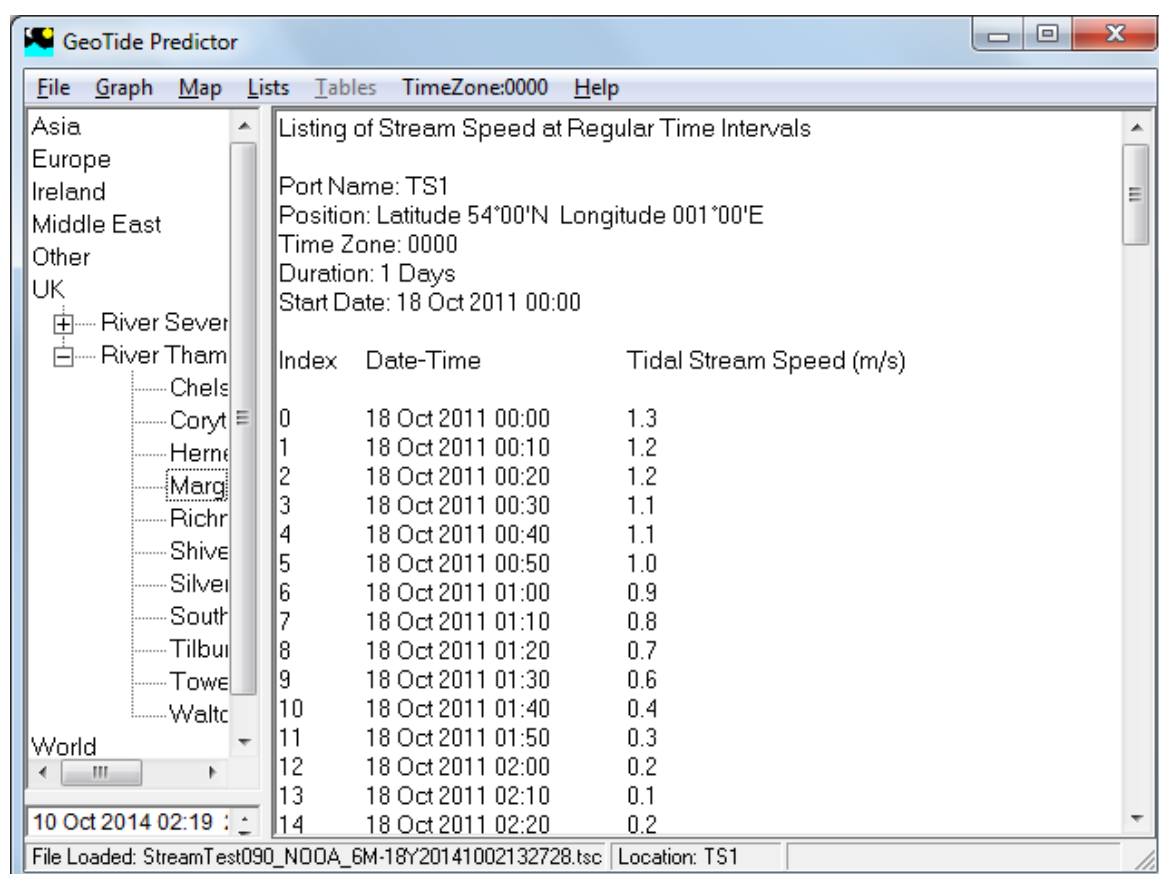 GeoTide Predictor
File Graph Map Lists Tables TimeZone:0000 Help
Asia
Europe
Ireland
Middle East
Other
UK
River Sever
River Tham
Chels
Coryt
Herne
Marg
Richr
Shive
Silver
South
Tilbur
Towe
Walto
World
10 Oct 2014 02:19
Listing of Stream Speed at Regular Time Intervals
Port Name: TS1
Position: Latitude 54°00'N Longitude 001°00'E
Time Zone: 0000
Duration: 1 Days
Start Date: 18 Oct 2011 00:00
Index Date-Time Tidal Stream Speed (m/s)
0 18 Oct 2011 00:00 1.3
1 18 Oct 2011 00:10 1.2
2 18 Oct 2011 00:20 1.2
3 18 Oct 2011 00:30 1.1
4 18 Oct 2011 00:40 1.1
5 18 Oct 2011 00:50 1.0
6 18 Oct 2011 01:00 0.9
7 18 Oct 2011 01:10 0.8
8 18 Oct 2011 01:20 0.7
9 18 Oct 2011 01:30 0.6
10 18 Oct 2011 01:40 0.4
11 18 Oct 2011 01:50 0.3
12 18 Oct 2011 02:00 0.2
13 18 Oct 2011 02:10 0.1
14 18 Oct 2011 02:20 0.2
File Loaded: StreamTest090_NOOA_6M-18Y20141002132728.tsc Location: TS1